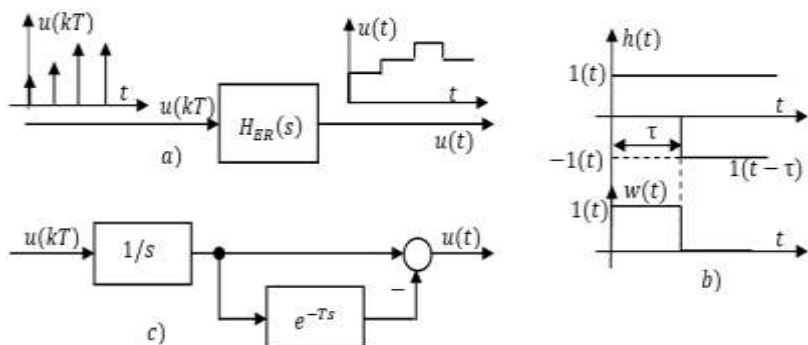 u(kT)
t
u(kT)
H_{ER}(s)
u(t)
t
u(t)
a)
h(t)
1(t)
t
τ
−1(t)
1(t − τ)
w(t)
1(t)
t
b)
u(kT)
1/s
u(t)
−
e^{−Ts}
c)